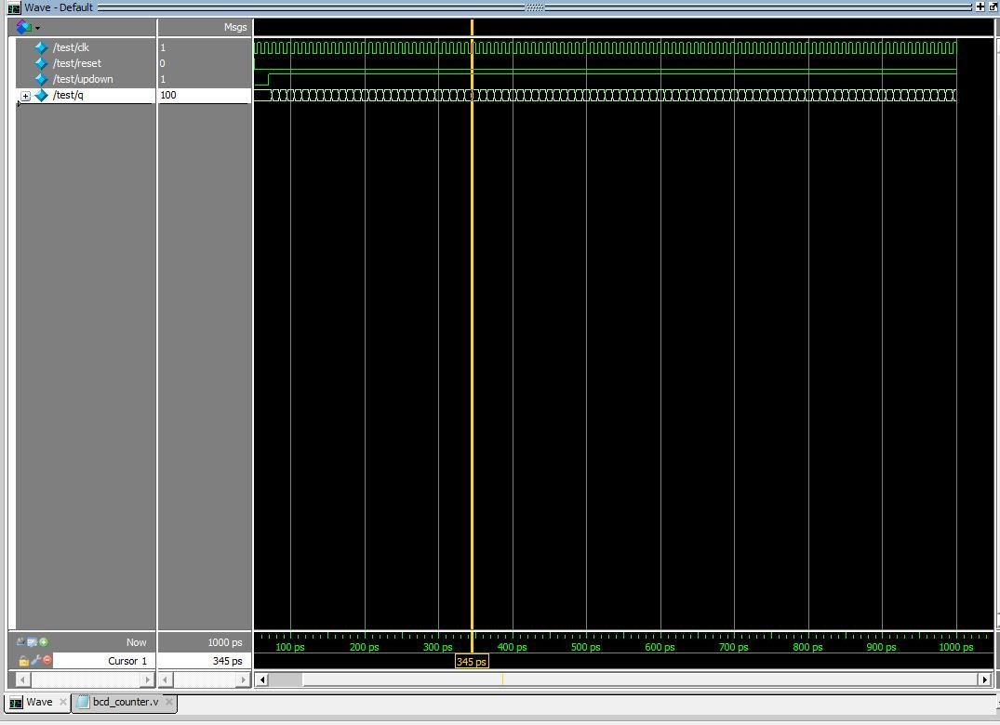 Wave - Default
Msgs
/test/clk 1
/test/reset 0
/test/updown 1
/test/q 100
Now 1000 ps
100 ps 200 ps 300 ps 400 ps 500 ps 600 ps 700 ps 800 ps 900 ps 1000 ps
Cursor 1 345 ps
345 ps
Wave bcd_counter.v